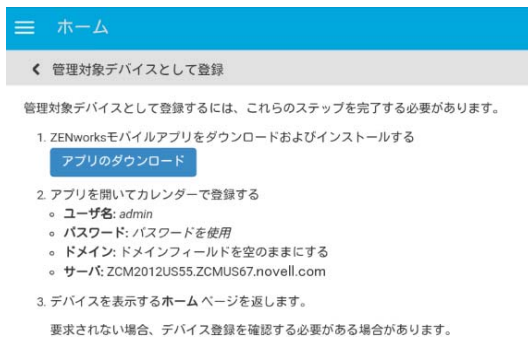 ホーム
管理対象デバイスとして登録
管理対象デバイスとして登録するには、これらのステップを完了する必要があります。
1. ZENworksモバイルアプリをダウンロードおよびインストールする
アプリのダウンロード
2. アプリを開いてカレンダーで登録する
ユーザ名: admin
パスワード: パスワードを使用
ドメイン: ドメインフィールドを空のままにする
サーバ: ZCM2012US55.ZCMUS67.novell.com
3. デバイスを表示するホーム ページを返します。
要求されない場合、デバイス登録を確認する必要がある場合があります。